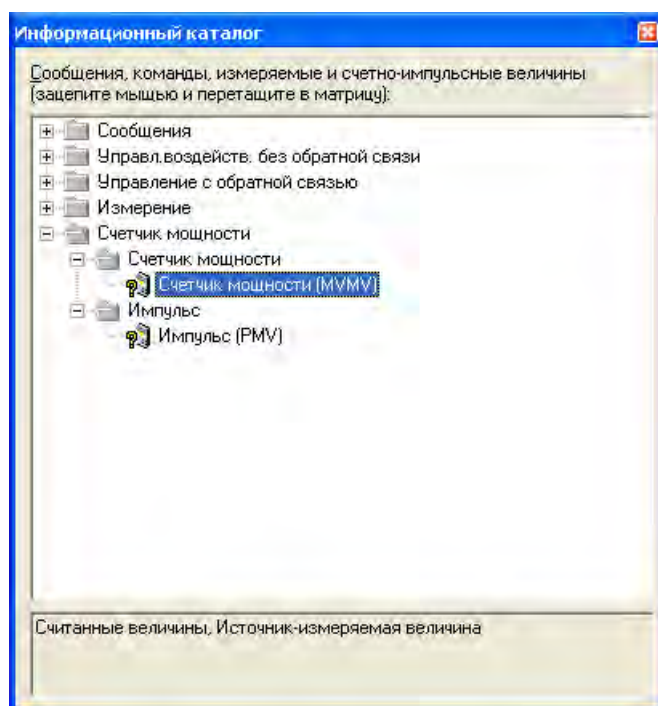 Информационный каталог
Сообщения, команды, измеряемые и счетно-импульсные величины
(зацепите мышью и перетащите в матрицу):
Сообщения
Управл.воздейств. без обратной связи
Управление с обратной связью
Измерение
Счетчик мощности
Счетчик мощности
Счетчик мощности (MVMV)
Импульс
Импульс (PMV)
Считанные величины, Источник-измеряемая величина